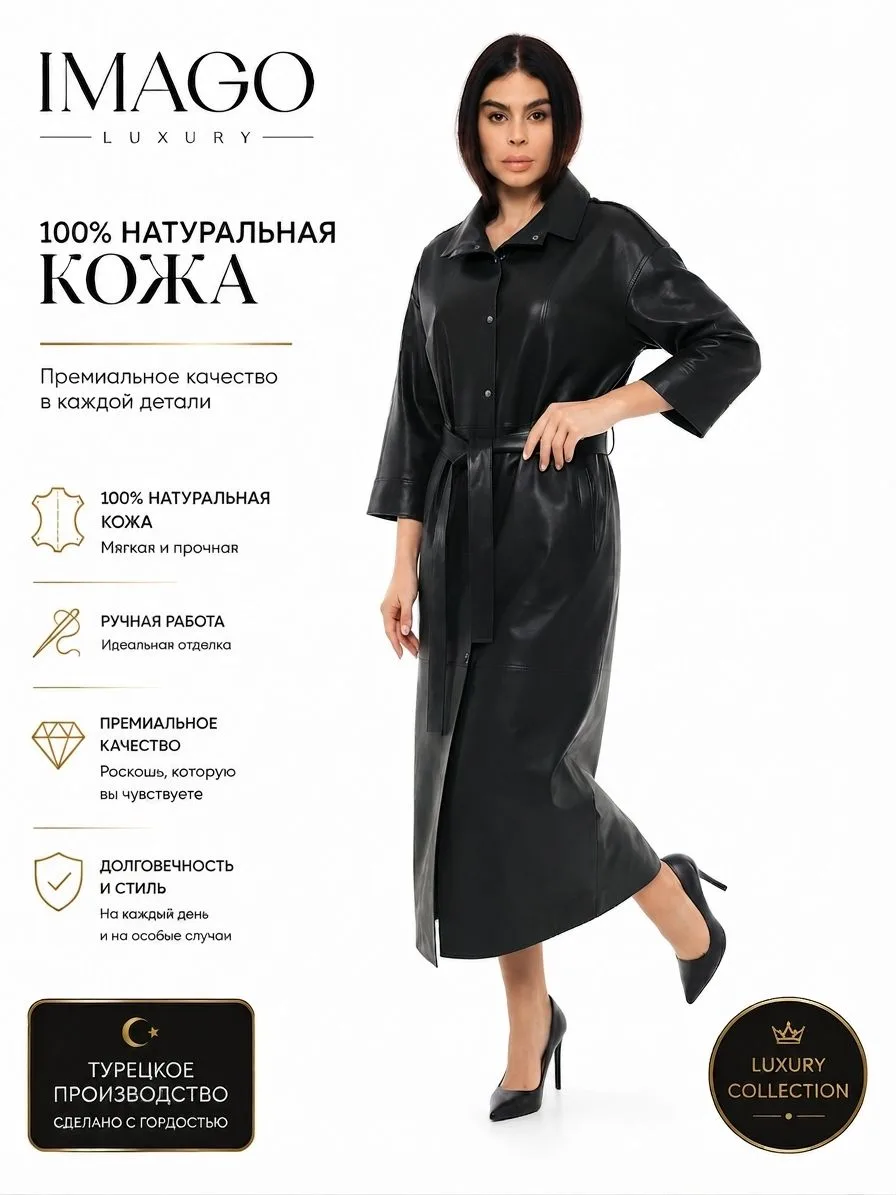 IMAGO
LUXURY
100% НАТУРАЛЬНАЯ
КОЖА
Премиальное качество
в каждой детали
100% НАТУРАЛЬНАЯ
КОЖА
Мягкая и прочная
РУЧНАЯ РАБОТА
Идеальная отделка
ПРЕМИАЛЬНОЕ
КАЧЕСТВО
Роскошь, которую
вы чувствуете
ДОЛГОВЕЧНОСТЬ
И СТИЛЬ
На каждый день
и на особые случаи
ТУРЕЦКОЕ
ПРОИЗВОДСТВО
СДЕЛАНО С ГОРДОСТЬЮ
LUXURY
COLLECTION